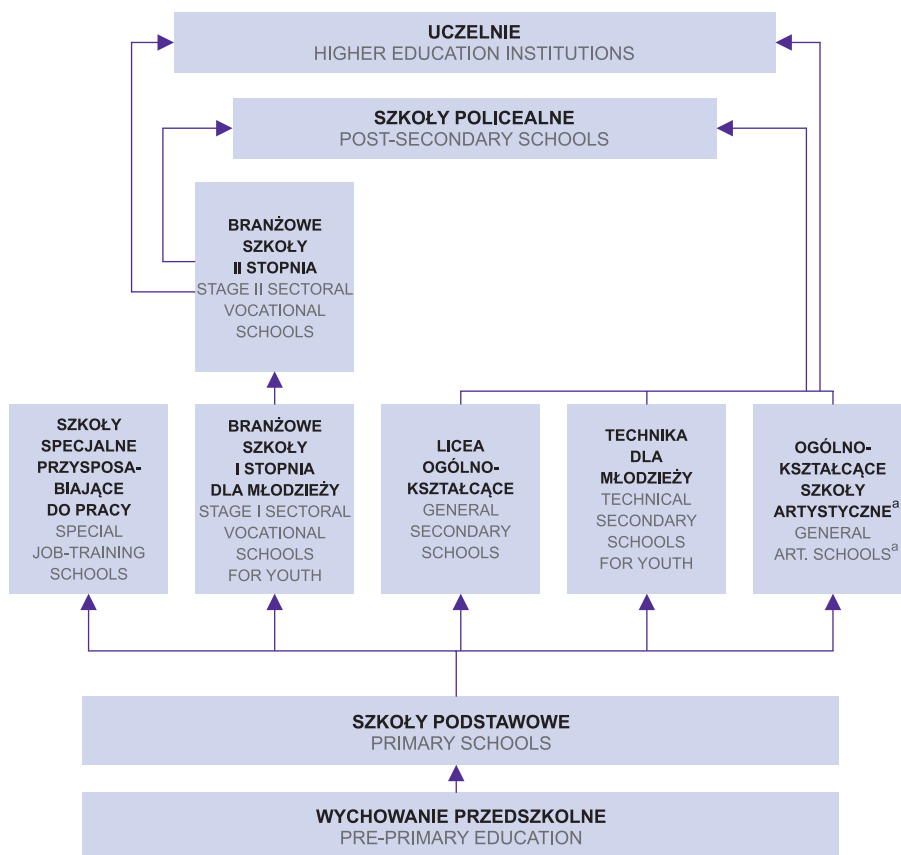 UCZELNIE
HIGHER EDUCATION INSTITUTIONS
SZKOŁY POLICEALNE
POST-SECONDARY SCHOOLS
BRANŻOWE
SZKOŁY
II STOPNIA
STAGE II SECTORAL
VOCATIONAL
SCHOOLS
SZKOŁY
SPECJALNE
PRZYSPOSA-
BIAJĄCE
DO PRACY
SPECIAL
JOB-TRAINING
SCHOOLS
BRANŻOWE
SZKOŁY
I STOPNIA
DLA MŁODZIEŻY
STAGE I SECTORAL
VOCATIONAL
SCHOOLS
FOR YOUTH
LICEA
OGÓLNO-
KSZTAŁCĄCE
GENERAL
SECONDARY
SCHOOLS
TECHNIKA
DLA
MŁODZIEŻY
TECHNICAL
SECONDARY
SCHOOLS
FOR YOUTH
OGÓLNO-
KSZTAŁCĄCE
SZKOŁY
ARTYSTYCZNEᵃ
GENERAL
ART. SCHOOLSᵃ
SZKOŁY PODSTAWOWE
PRIMARY SCHOOLS
WYCHOWANIE PRZEDSZKOLNE
PRE-PRIMARY EDUCATION